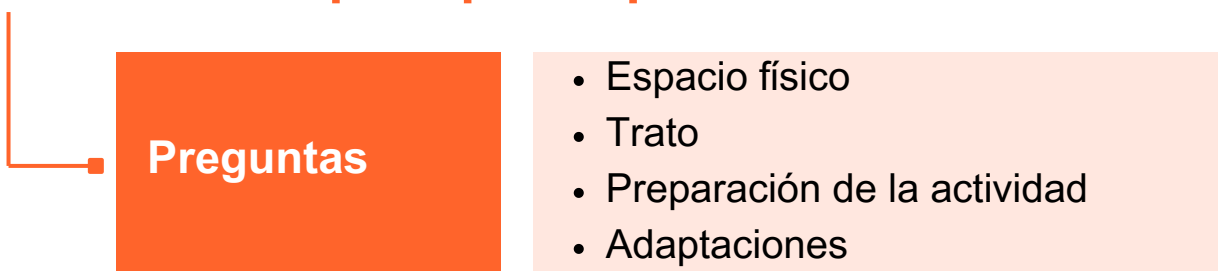 Preguntas
• Espacio físico
• Trato
• Preparación de la actividad
• Adaptaciones